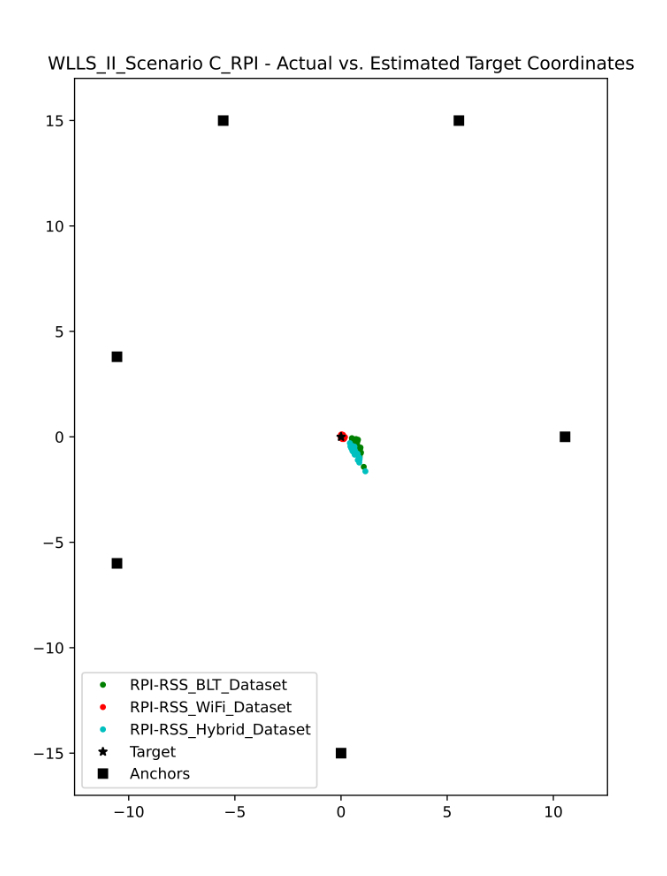 WLLS_II_Scenario C_RPI - Actual vs. Estimated Target Coordinates
15
10
5
0
−5
−10
−15
RPI-RSS_BLT_Dataset
RPI-RSS_WiFi_Dataset
RPI-RSS_Hybrid_Dataset
Target
Anchors
−10 −5 0 5 10